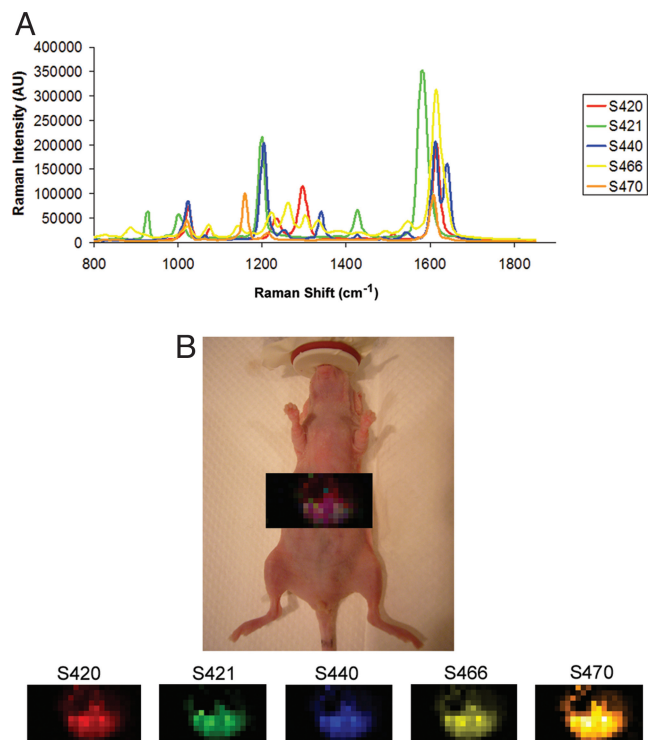 A
Raman Intensity (AU)
400000
350000
300000
250000
200000
150000
100000
50000
0
800 1000 1200 1400 1600 1800
Raman Shift (cm⁻¹)
S420
S421
S440
S466
S470
B
S420 S421 S440 S466 S470